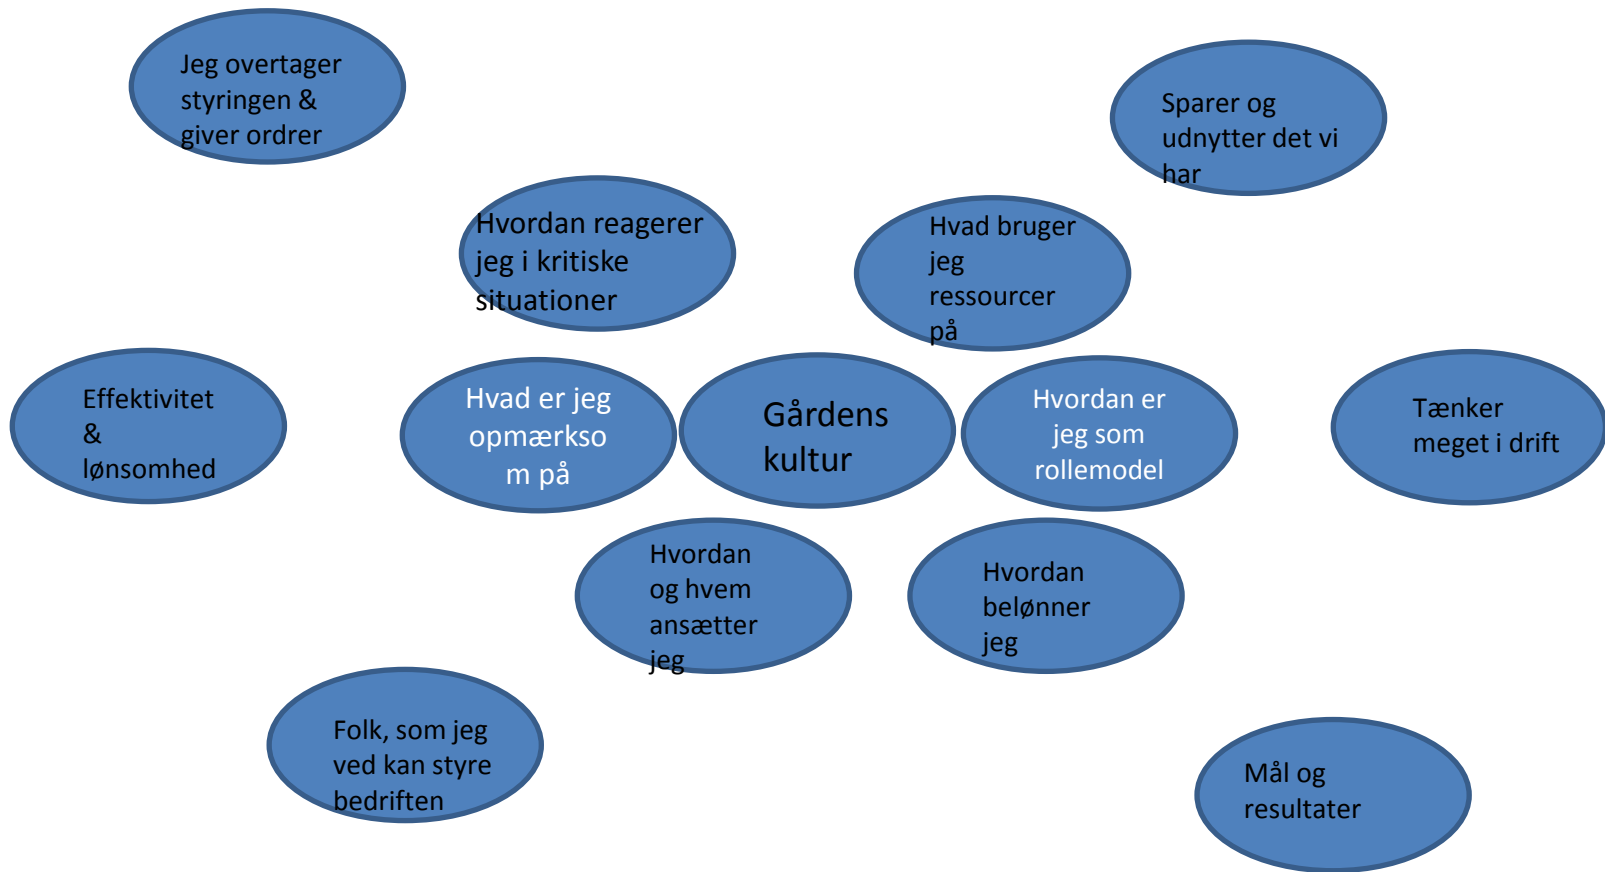 Jeg overtager
styringen &
giver ordrer
Sparer og
udnytter det vi
har
Hvordan reagerer
jeg i kritiske
situationer
Hvad bruger
jeg
ressourcer
på
Effektivitet
&
lønsomhed
Hvad er jeg
opmærkso
m på
Gårdens
kultur
Hvordan er
jeg som
rollemodel
Tænker
meget i drift
Hvordan
og hvem
ansætter
jeg
Hvordan
belønner
jeg
Folk, som jeg
ved kan styre
bedriften
Mål og
resultater